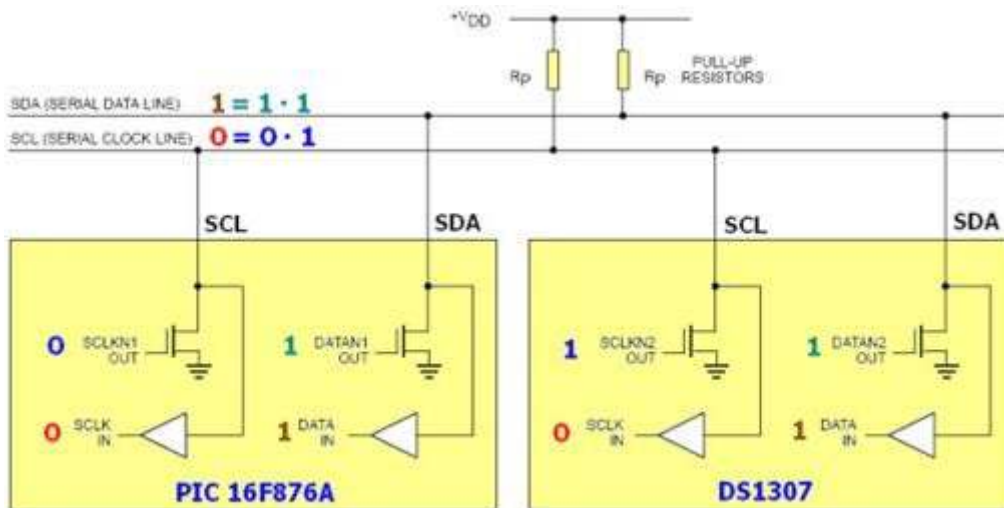 +VDD
Rp
Rp
PULL-UP
RESISTORS
SDA (SERIAL DATA LINE) 1 = 1 · 1
SCL (SERIAL CLOCK LINE) 0 = 0 · 1
SCL
SDA
SCL
SDA
0 SCLKN1
OUT
1 DATAN1
OUT
1 SCLKN2
OUT
1 DATAN2
OUT
0 SCLK
IN
1 DATA
IN
0 SCLK
IN
1 DATA
IN
PIC 16F876A
DS1307